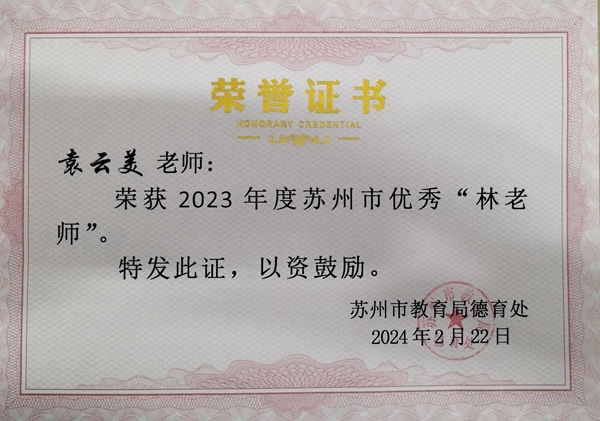 荣誉证书
HONORARY CREDENTIAL
袁云美 老师：
荣获 2023 年度苏州市优秀“林老
师”。
特发此证，以资鼓励。
苏州市教育局德育处
2024年2月22日